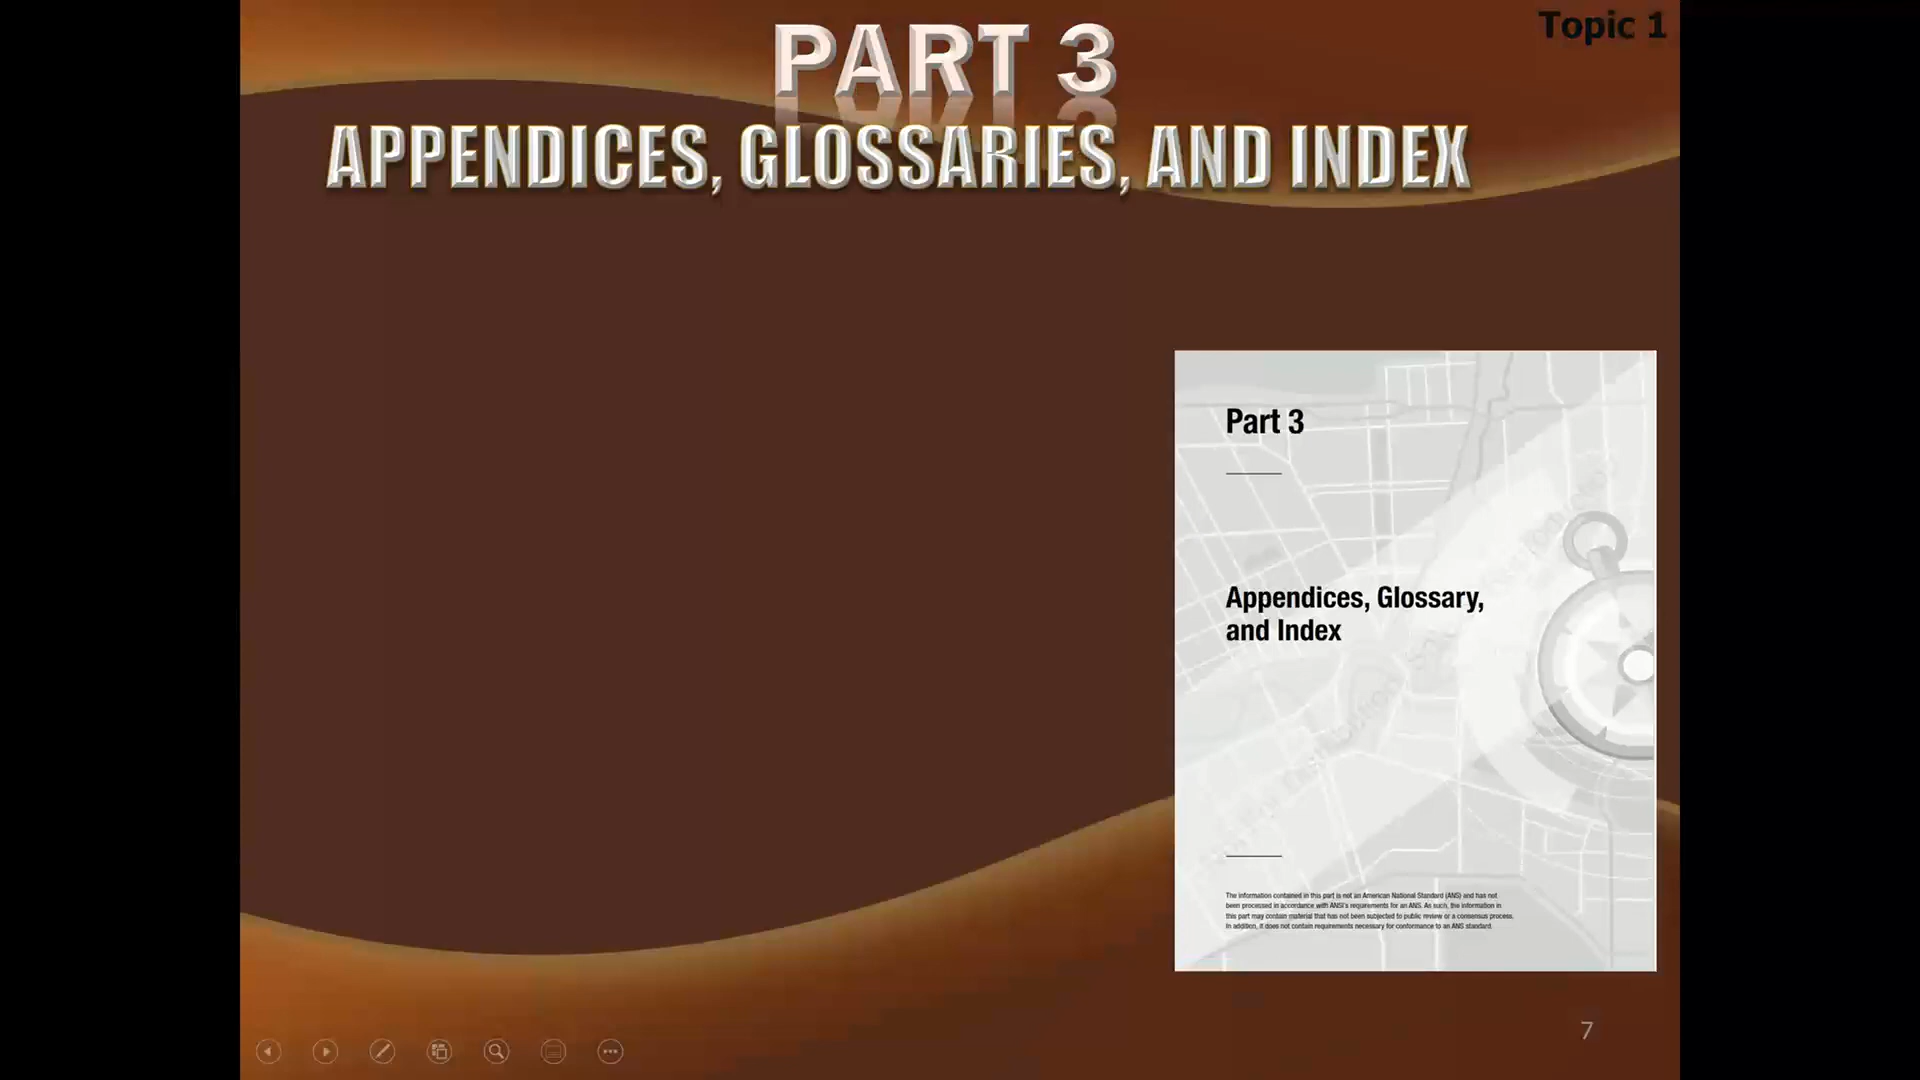 Topic 1
PART 3
APPENDICES, GLOSSARIES, AND INDEX
Part 3
Appendices, Glossary,
and Index
The information contained in this part is not an American National Standard (ANS) and has not
been processed in accordance with ANSI's requirements for an ANS. As such, the information in
this part may contain material that has not been subjected to public review or a consensus process.
In addition, it does not contain requirements necessary for conformance to an ANS standard.
7